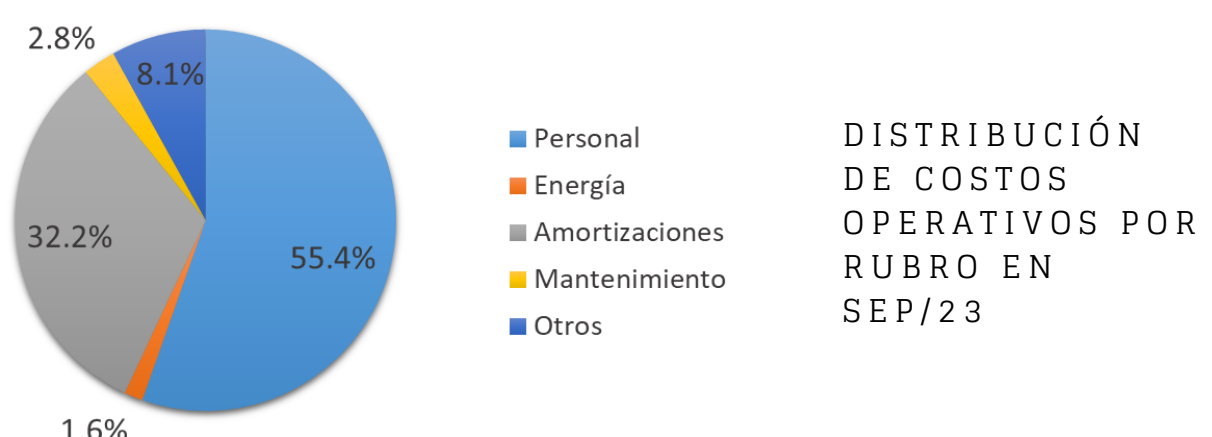 2.8%
8.1%
32.2%
55.4%
1.6%
Personal
Energía
Amortizaciones
Mantenimiento
Otros
DISTRIBUCIÓN
DE COSTOS
OPERATIVOS POR
RUBRO EN
SEP/23